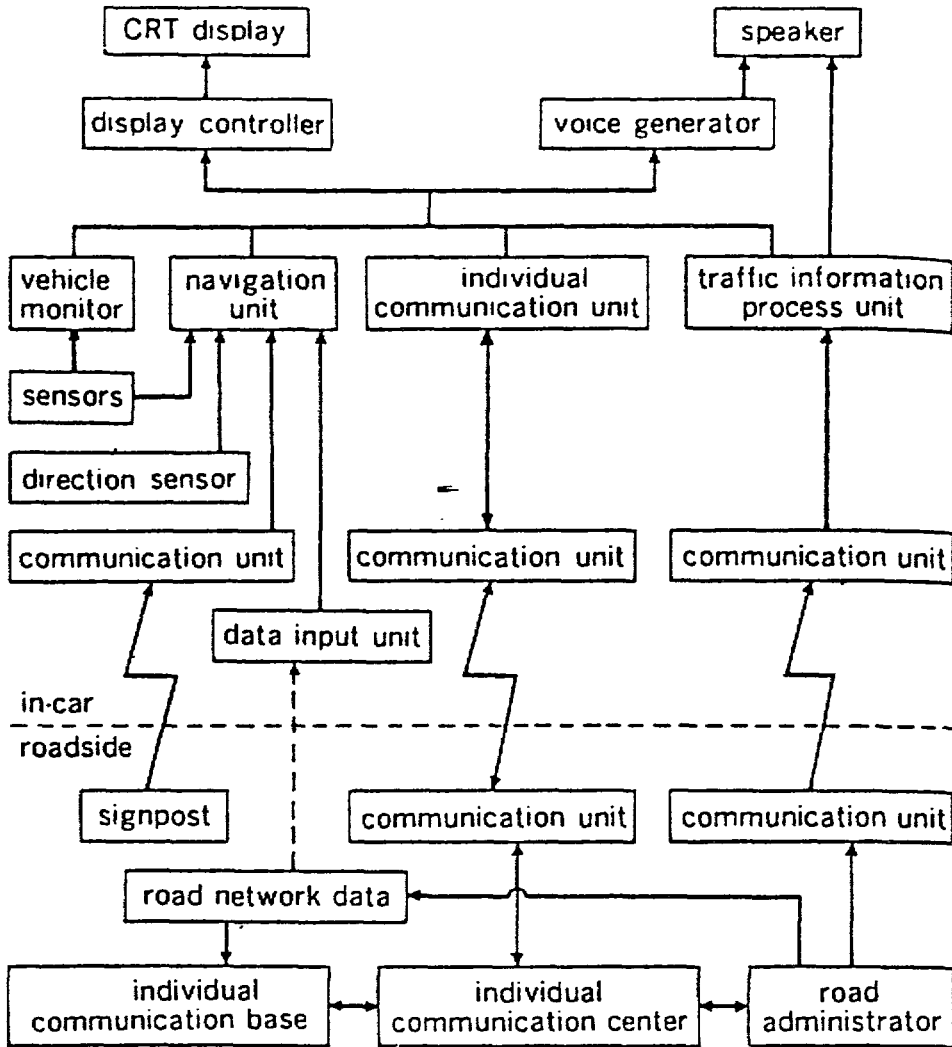 CRT display
speaker
display controller
voice generator
vehicle
monitor
navigation
unit
individual
communication unit
traffic information
process unit
sensors
direction sensor
communication unit
communication unit
communication unit
data input unit
in-car
roadside
signpost
communication unit
communication unit
road network data
individual
communication base
individual
communication center
road
administrator